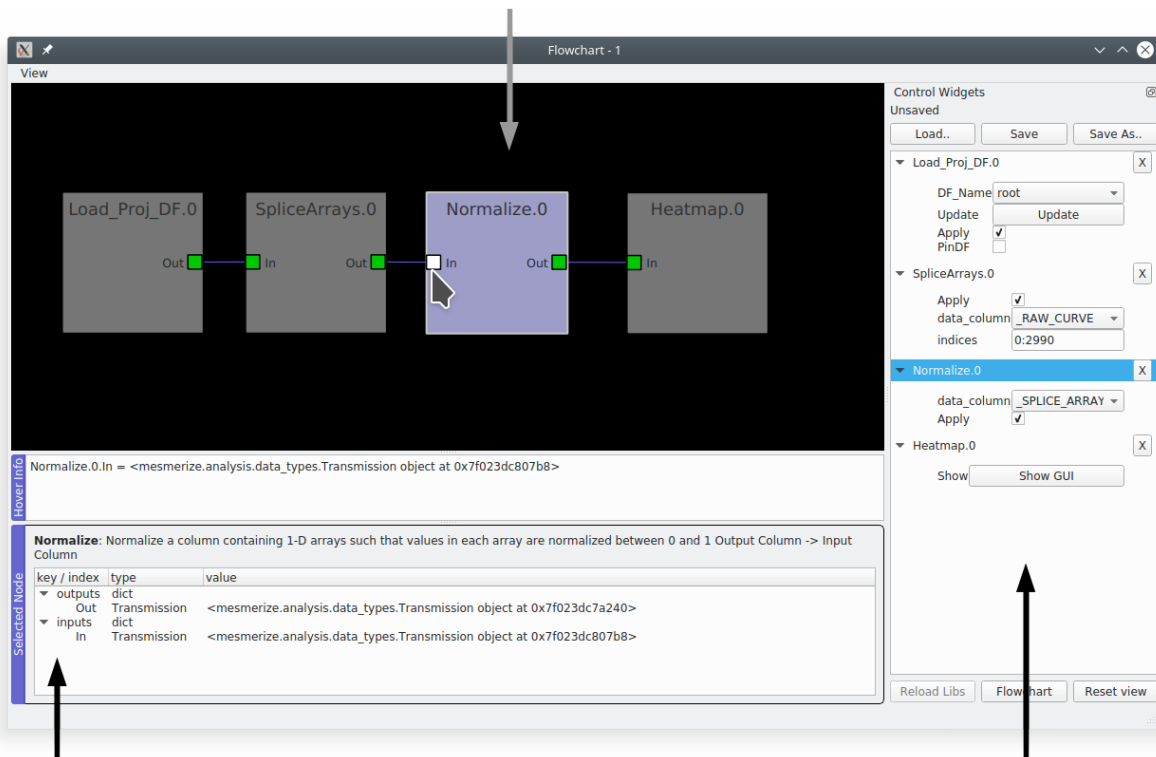 Flowchart - 1
View
Load_Proj_DF.0
Out
SpliceArrays.0
In
Out
Normalize.0
In
Out
Heatmap.0
In
Hover Info
Normalize.0.In = <mesmerize.analysis.data_types.Transmission object at 0x7f023dc807b8>
Selected Node
Normalize: Normalize a column containing 1-D arrays such that values in each array are normalized between 0 and 1 Output Column -> Input
Column
key / index type value
outputs dict
Out Transmission <mesmerize.analysis.data_types.Transmission object at 0x7f023dc7a240>
inputs dict
In Transmission <mesmerize.analysis.data_types.Transmission object at 0x7f023dc807b8>
Control Widgets
Unsaved
Load.. Save Save As..
Load_Proj_DF.0 X
DF_Name root
Update Update
Apply
PinDF
SpliceArrays.0 X
Apply
data_column _RAW_CURVE
indices 0:2990
Normalize.0 X
data_column _SPLICE_ARRAY
Apply
Heatmap.0 X
Show Show GUI
Reload Libs Flowchart Reset view